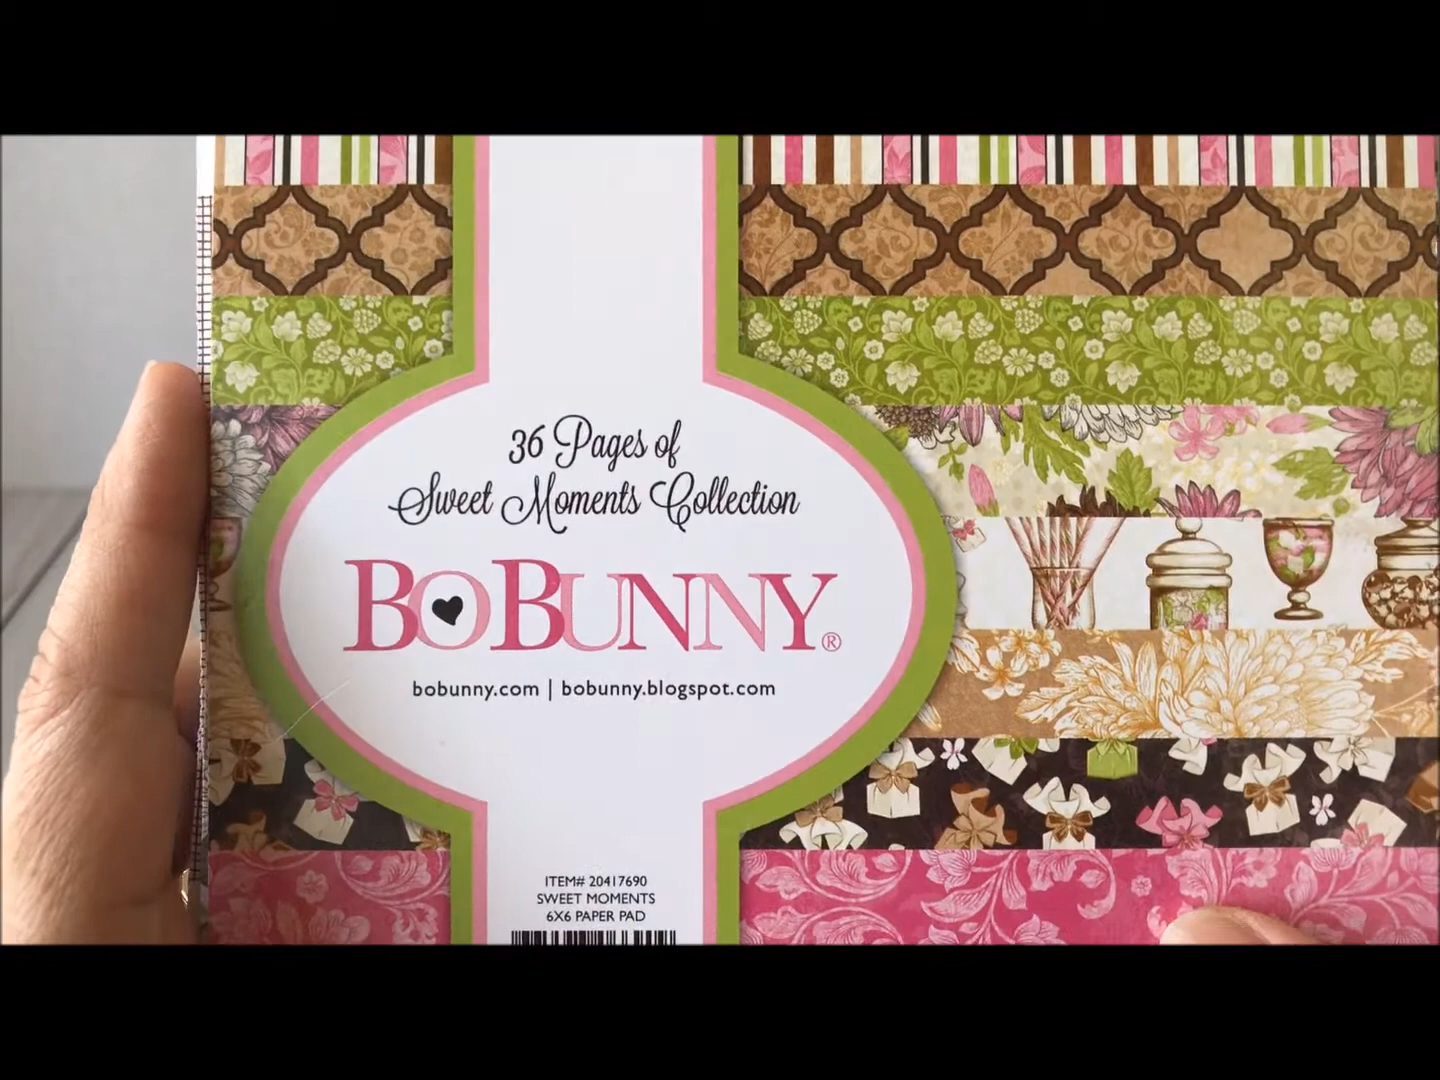 36 Pages of
Sweet Moments Collection
BOBUNNY®
bobunny.com | bobunny.blogspot.com
ITEM# 20417690
SWEET MOMENTS
6X6 PAPER PAD